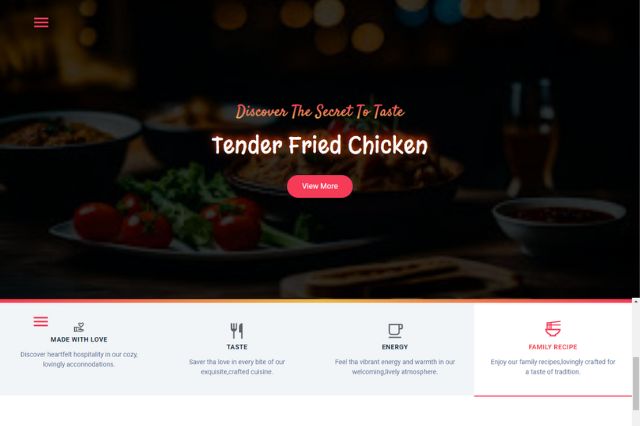 Discover The Secret To Taste
Tender Fried Chicken
View More
MADE WITH LOVE
Discover heartfelt hospitality in our cozy,
lovingly acconnodations.
TASTE
Saver tha love in every bite of our
exquisite,crafted cuisine.
ENERGY
Feel tha vibrant energy and warmth in our
welcoming,lively atmosphere.
FAMILY RECIPE
Enjoy our family recipes,lovingly crafted for
a taste of tradition.